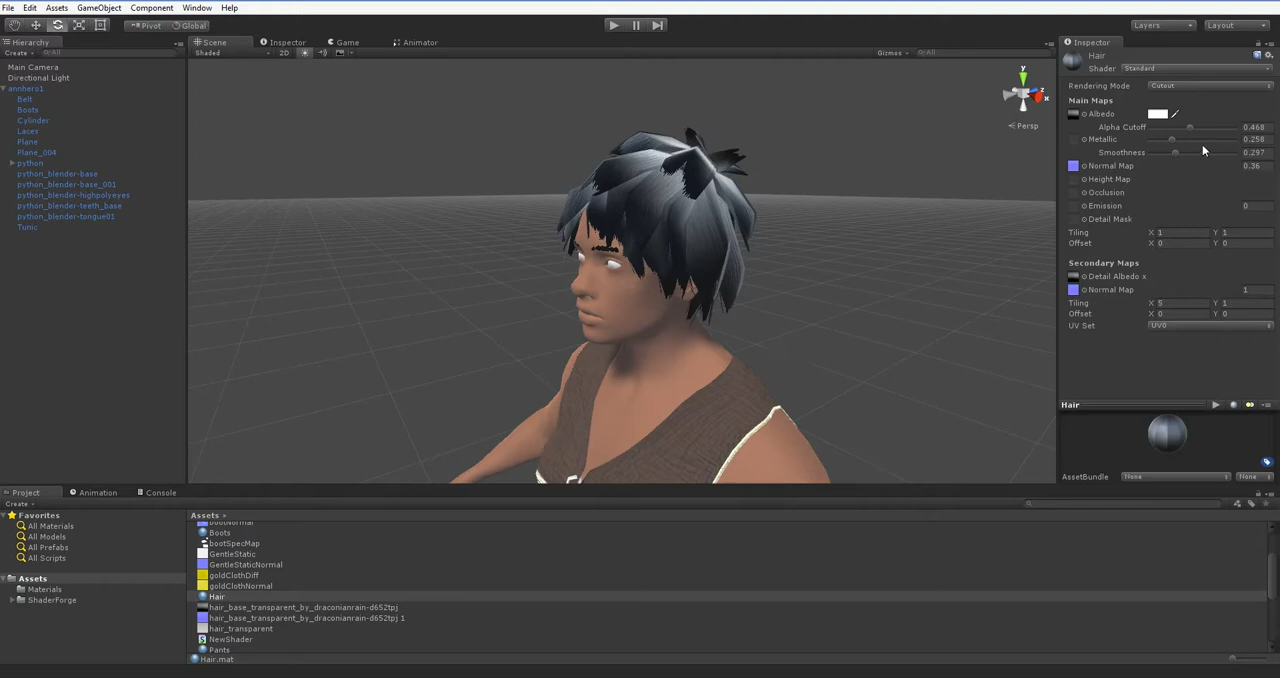 File Edit Assets GameObject Component Window Help
Pivot Global Layers Layout
Hierarchy
Create All
Main Camera
Directional Light
annhero1
Belt
Boots
Cylinder
Laces
Plane
Plane_004
python
python_blender-base
python_blender-base_001
python_blender-highpolyeyes
python_blender-teeth_base
python_blender-tongue01
Tunic
Scene Inspector Game Animator
Shaded 2D Gizmos All
y
z
x
Persp
Inspector
Hair
Shader Standard
Rendering Mode Cutout
Main Maps
Albedo
Alpha Cutoff 0.468
Metallic 0.258
Smoothness 0.297
Normal Map 0.36
Height Map
Occlusion
Emission 0
Detail Mask
Tiling X 1 Y 1
Offset X 0 Y 0
Secondary Maps
Detail Albedo x
Normal Map 1
Tiling X 5 Y 1
Offset X 0 Y 0
UV Set UV0
Hair
AssetBundle None None
Project Animation Console
Create
Favorites
All Materials
All Models
All Prefabs
All Scripts
Assets
Materials
ShaderForge
Assets
bootNormal
Boots
bootSpecMap
GentleStatic
GentleStaticNormal
goldClothDiff
goldClothNormal
Hair
hair_base_transparent_by_draconianrain-d652tpj
hair_base_transparent_by_draconianrain-d652tpj 1
hair_transparent
NewShader
Pants
Hair.mat